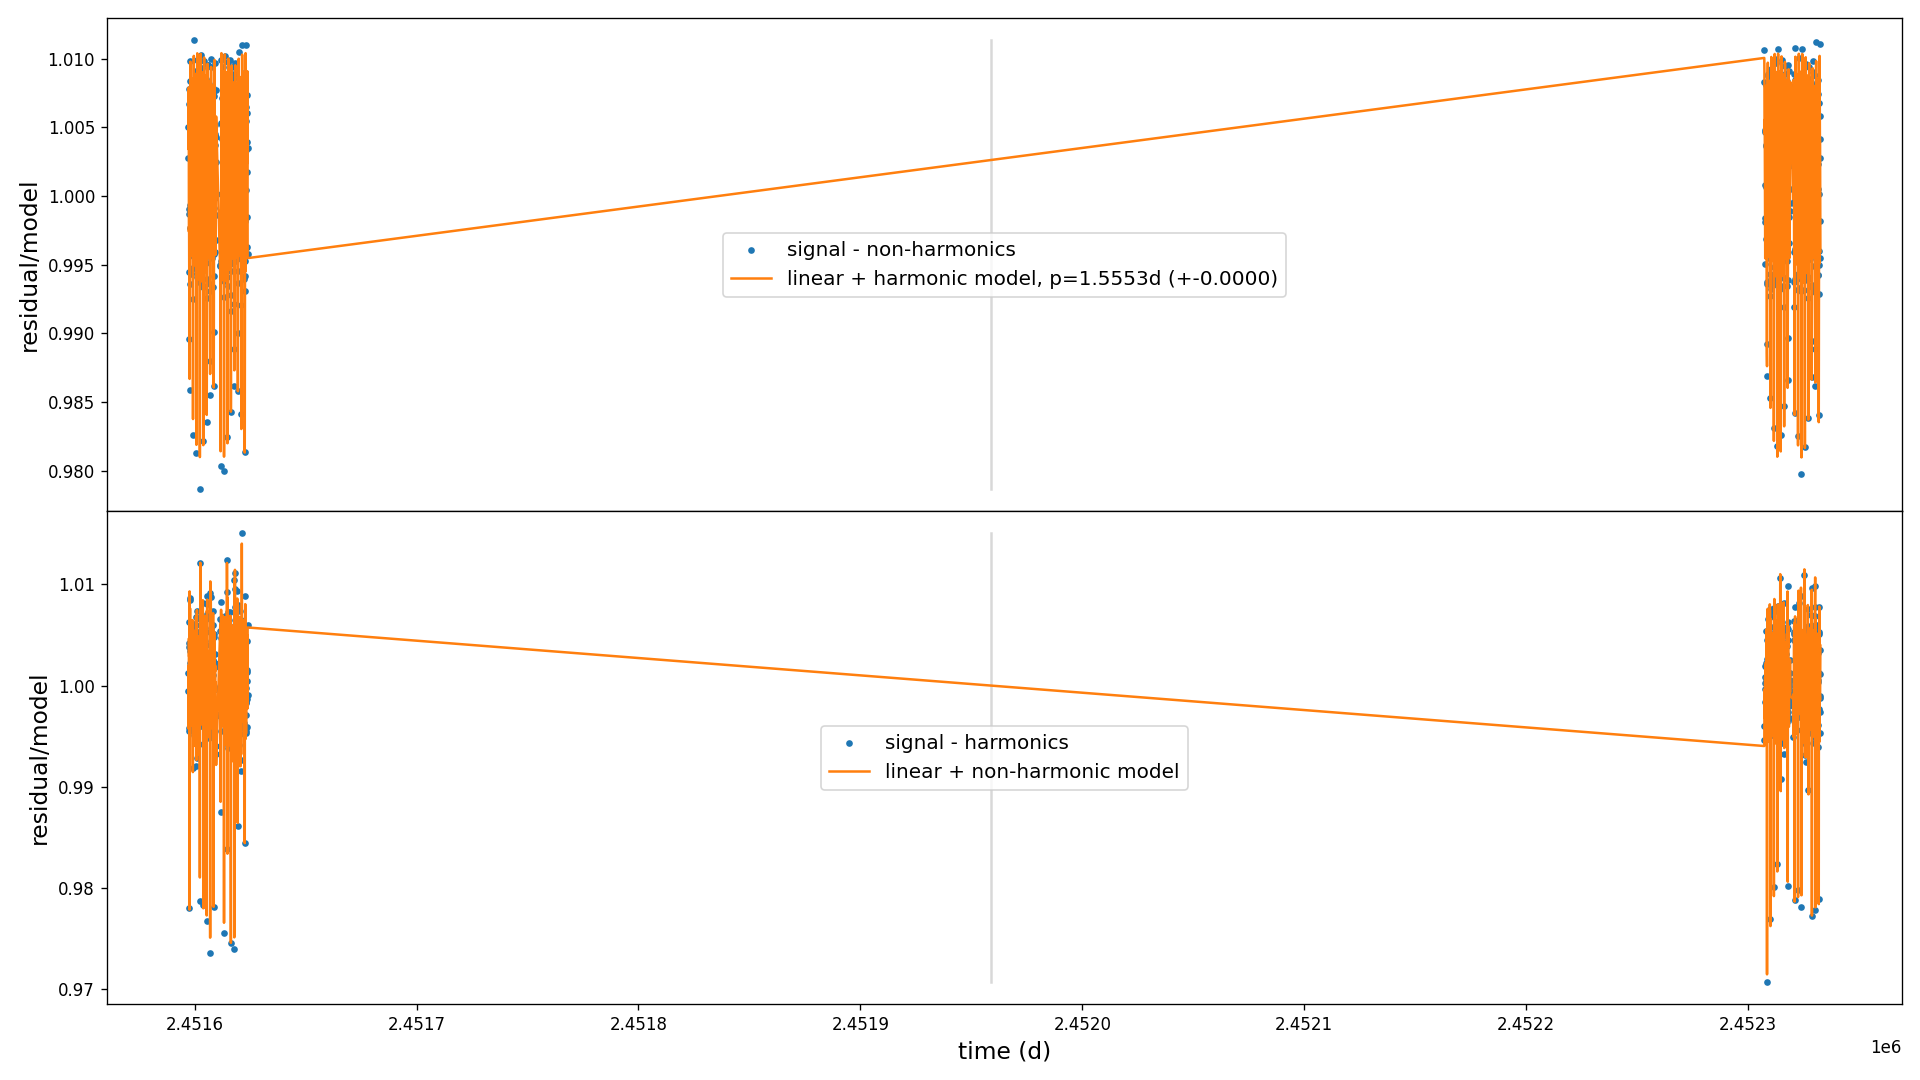 1.010
1.005
1.000
0.995
0.990
0.985
0.980
residual/model
signal - non-harmonics
linear + harmonic model, p=1.5553d (+-0.0000)
1.01
1.00
0.99
0.98
0.97
residual/model
signal - harmonics
linear + non-harmonic model
2.4516 2.4517 2.4518 2.4519 2.4520 2.4521 2.4522 2.4523
1e6
time (d)